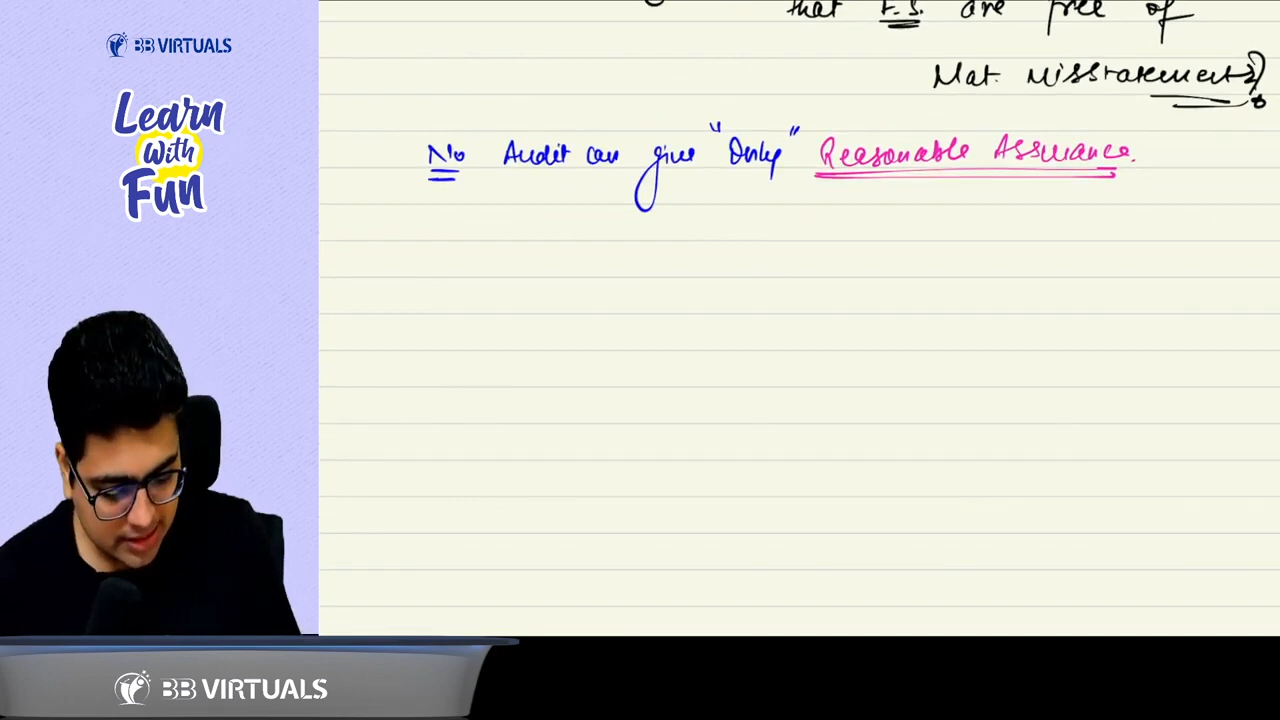 BB VIRTUALS
Learn
With
Fun
that F.S. are free of
Mat. Misstatements?
No Audit can give "Only" Reasonable Assurance.
BB VIRTUALS